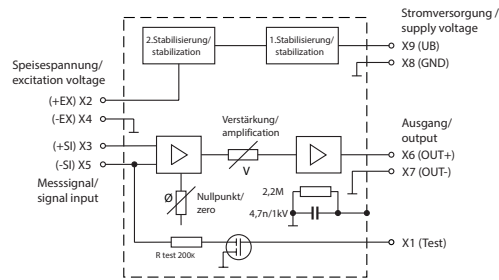 Stromversorgung /
supply voltage
2.Stabilisierung/
stabilization
1.Stabilisierung/
stabilization
X9 (UB)
X8 (GND)
Speisespannung/
excitation voltage
(+EX) X2
(-EX) X4
Verstärkung/
amplification
Ausgang/
output
(+SI) X3
(-SI) X5
V
X6 (OUT+)
X7 (OUT-)
Messsignal/
signal input
Ø
Nullpunkt/
zero
2,2M
4,7n/1kV
R test 200K
X1 (Test)